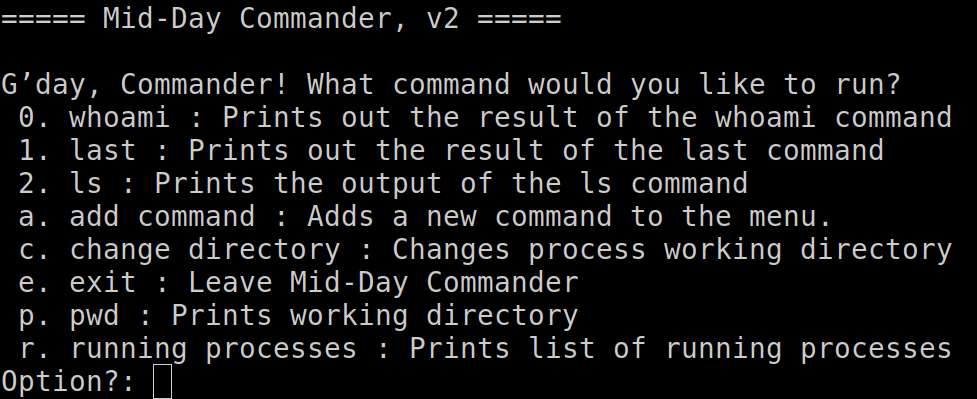 ===== Mid-Day Commander, v2 =====
G’day, Commander! What command would you like to run?
0. whoami : Prints out the result of the whoami command
1. last : Prints out the result of the last command
2. ls : Prints the output of the ls command
a. add command : Adds a new command to the menu.
c. change directory : Changes process working directory
e. exit : Leave Mid-Day Commander
p. pwd : Prints working directory
r. running processes : Prints list of running processes
Option?: